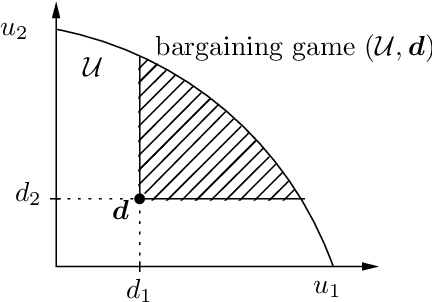 u₂
bargaining game (𝒰, d)
𝒰
d₂
d
d₁
u₁